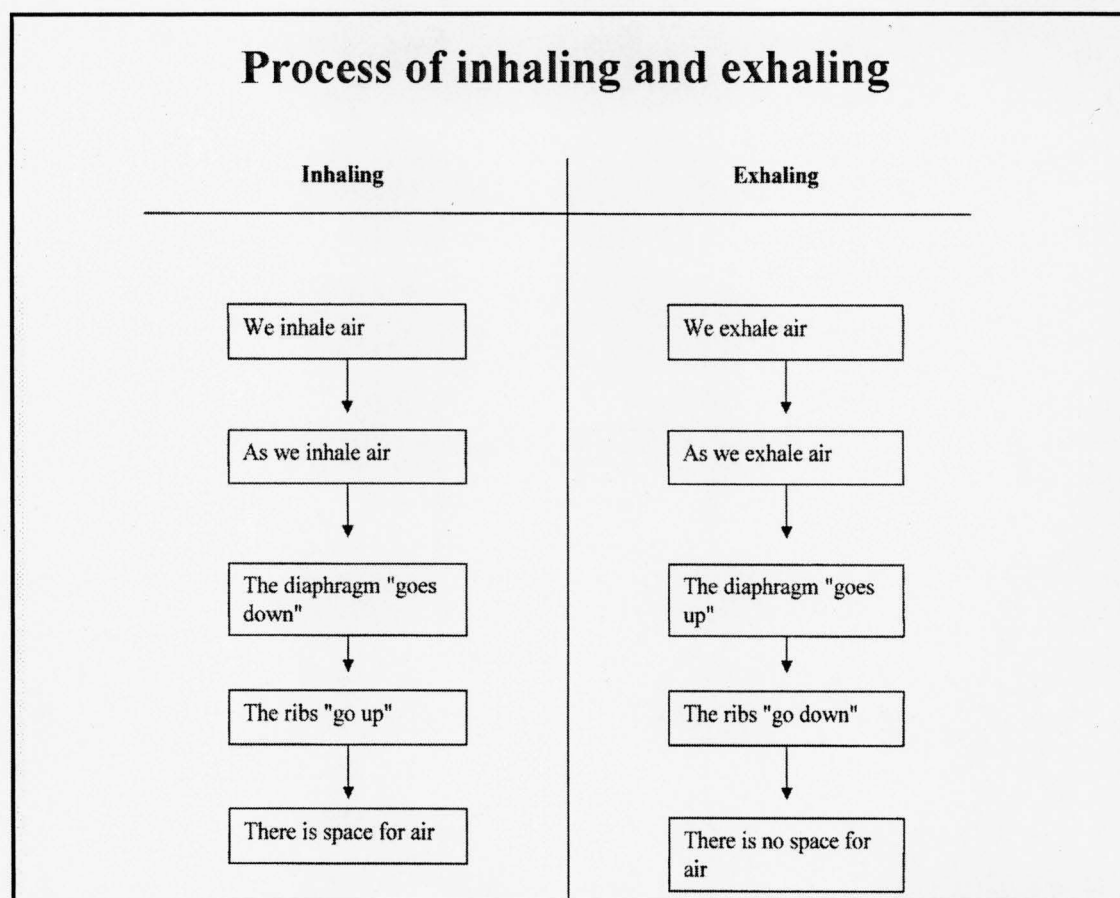 Process of inhaling and exhaling
Inhaling
Exhaling
We inhale air
As we inhale air
The diaphragm "goes
down"
The ribs "go up"
There is space for air
We exhale air
As we exhale air
The diaphragm "goes
up"
The ribs "go down"
There is no space for
air